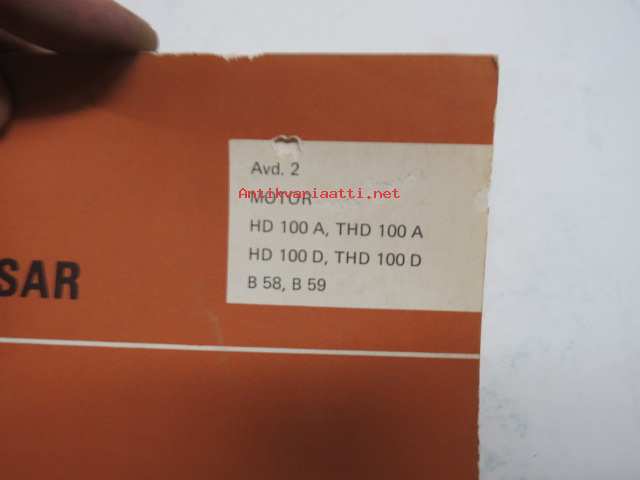 Avd. 2
Antikvariaatti.net
MOTOR
HD 100 A, THD 100 A
HD 100 D, THD 100 D
B 58, B 59
SAR